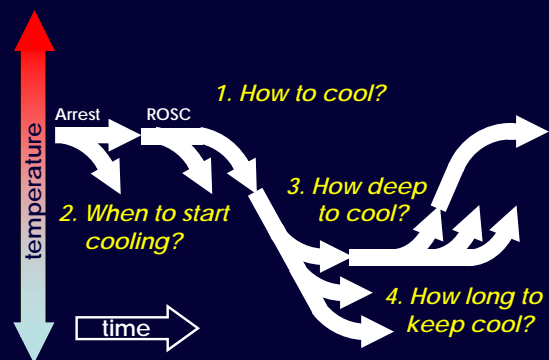 1. How to cool?
Arrest
ROSC
temperature
2. When to start
cooling?
3. How deep
to cool?
4. How long to
keep cool?
time